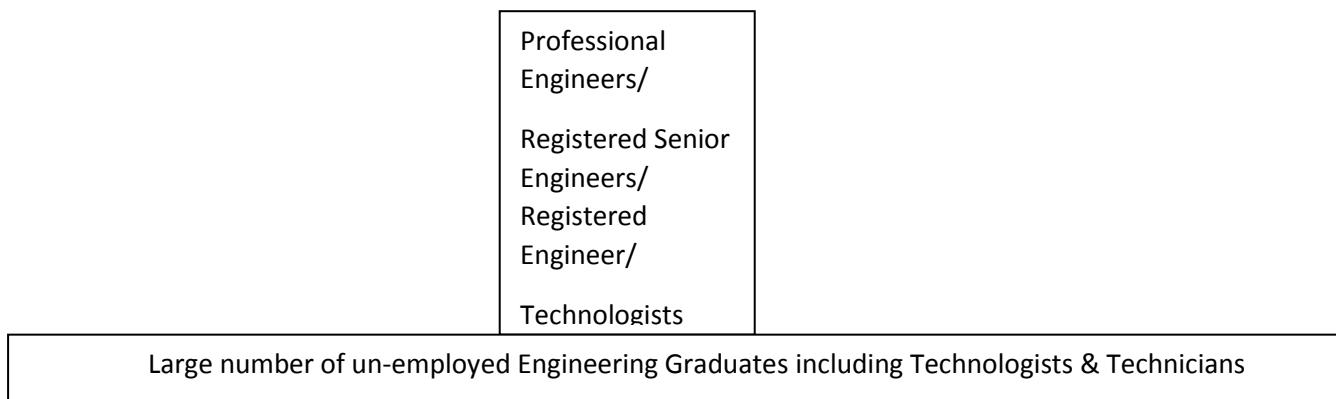 Professional
Engineers/
Registered Senior
Engineers/
Registered
Engineer/
Technologists
Large number of un-employed Engineering Graduates including Technologists & Technicians